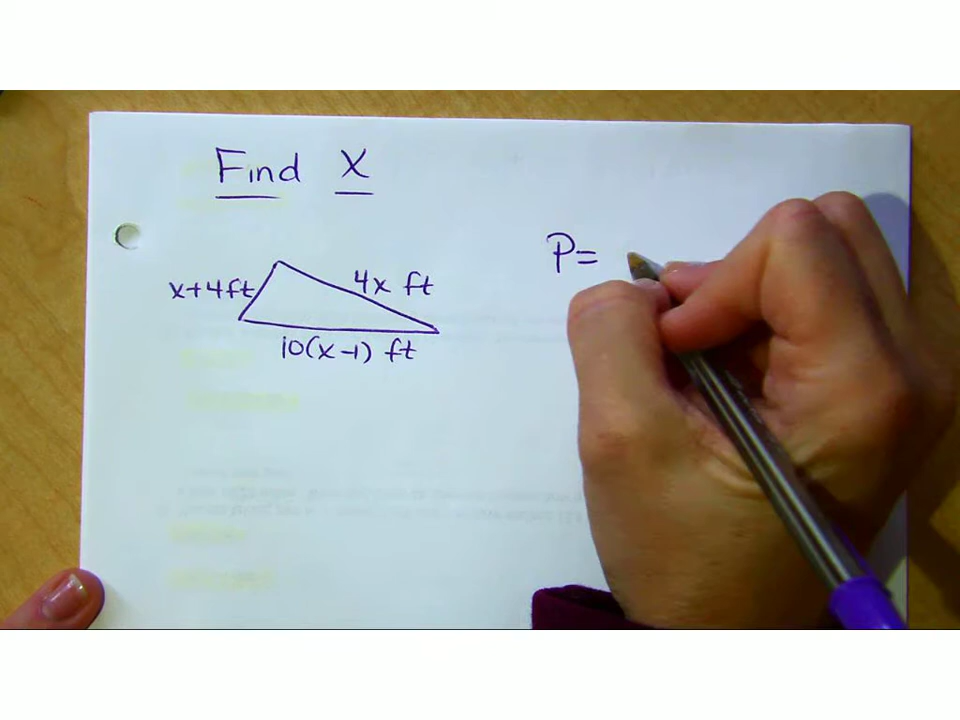 Find X
P=
x+4ft
4x ft
10(x-1) ft